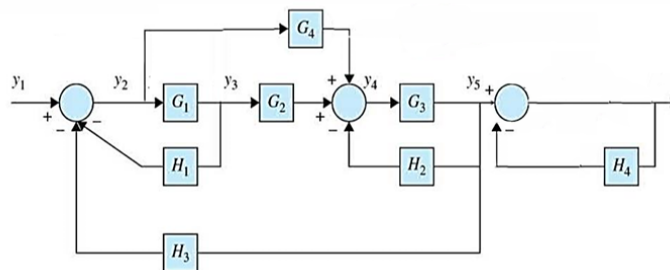 G4
y1 y2 y3 + y4 y5 +
G1 G2 G3
+ − − + − −
H1 H2 H4
H3